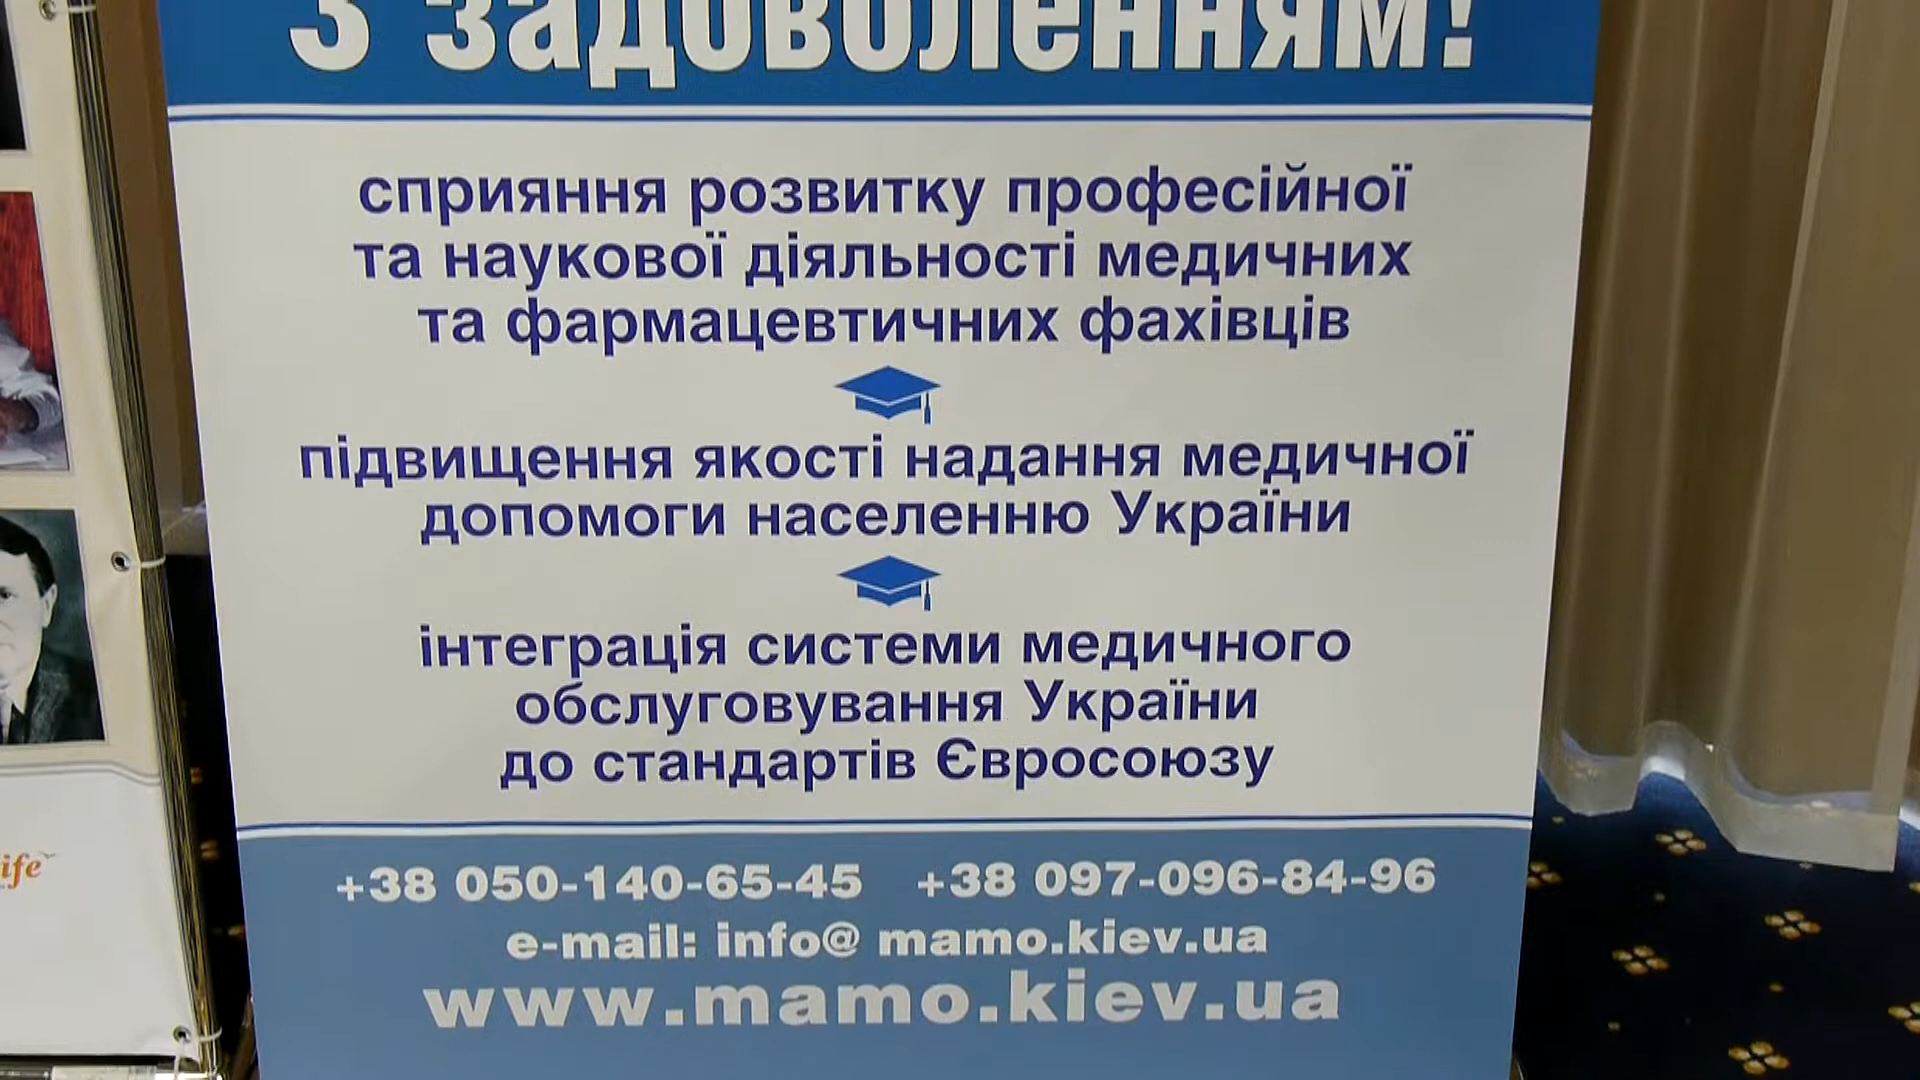 З задоволенням!
сприяння розвитку професійної
та наукової діяльності медичних
та фармацевтичних фахівців
підвищення якості надання медичної
допомоги населенню України
інтеграція системи медичного
обслуговування України
до стандартів Євросоюзу
+38 050-140-65-45 +38 097-096-84-96
e-mail: info@ mamo.kiev.ua
www.mamo.kiev.ua